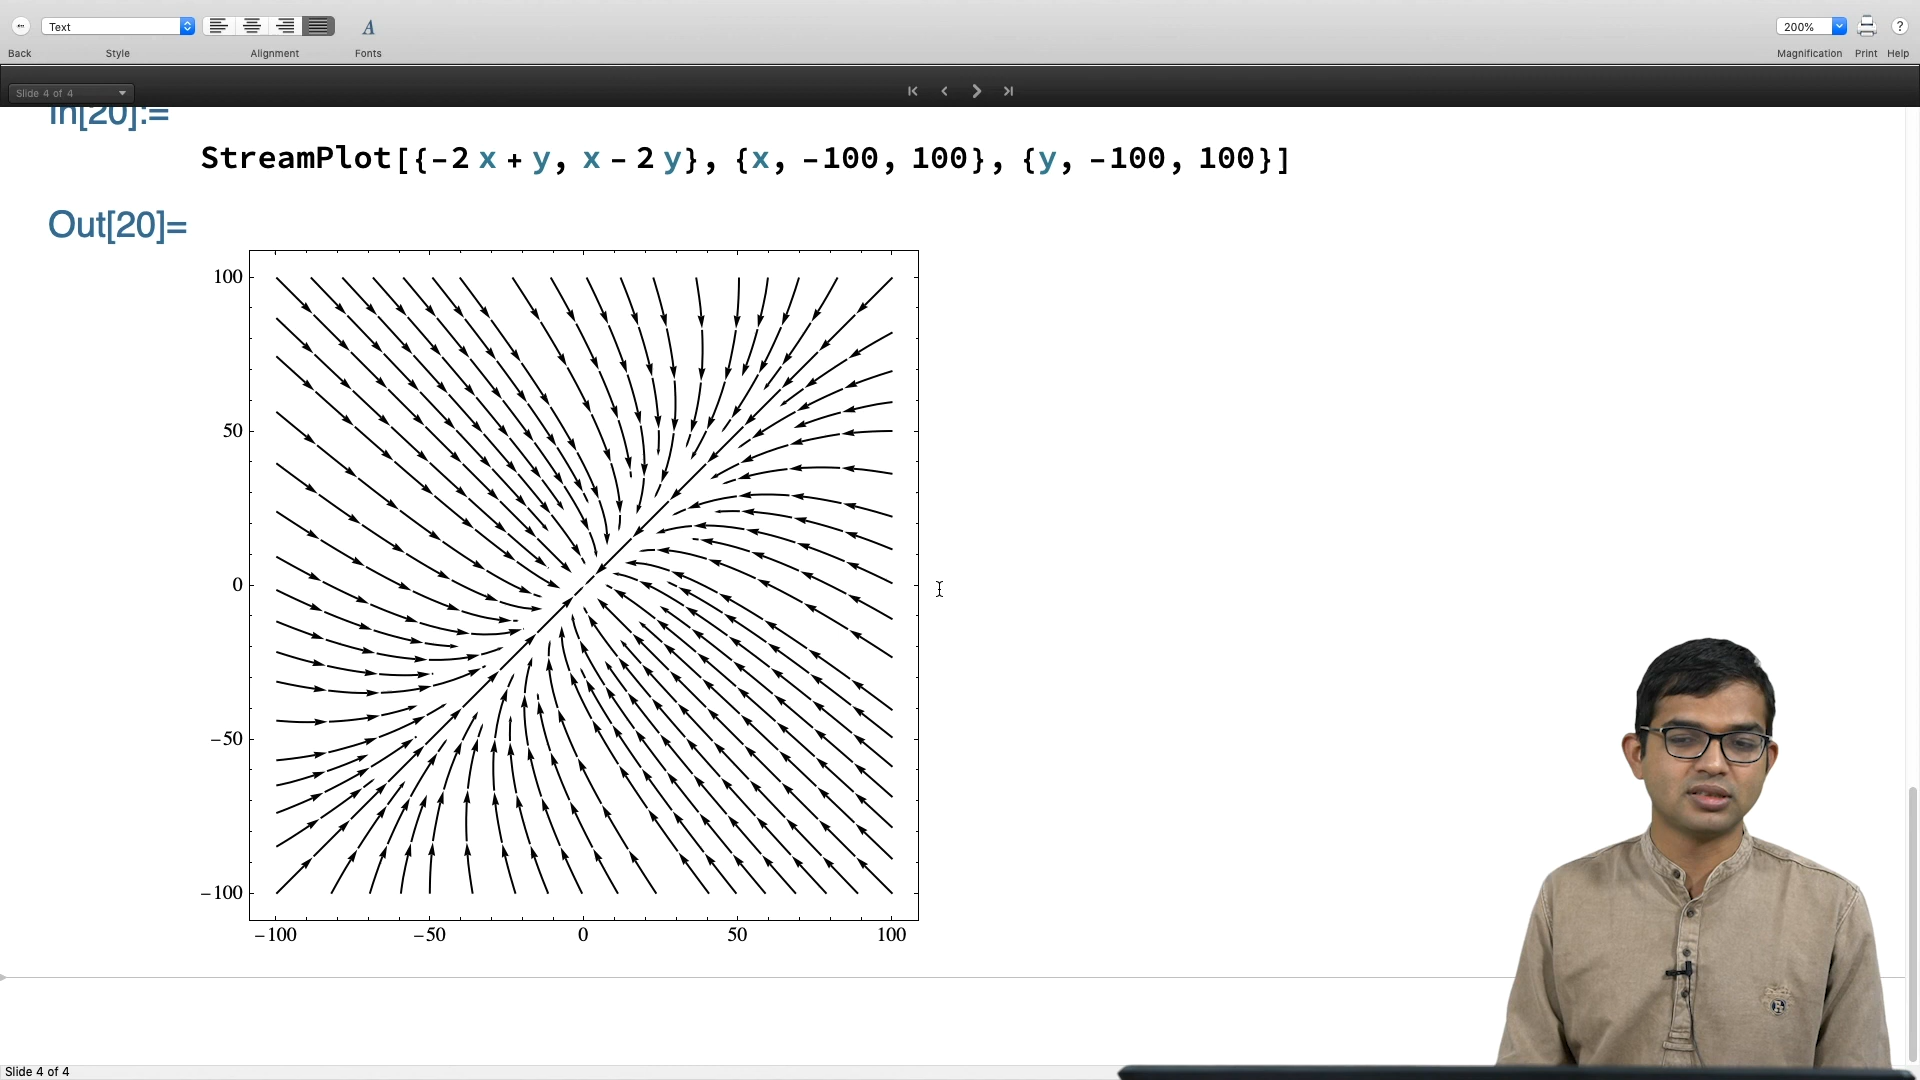 Text
200%
Back
Style
Alignment
Fonts
Magnification
Print
Help
Slide 4 of 4
In[20]:=
StreamPlot[{-2 x + y, x - 2 y}, {x, -100, 100}, {y, -100, 100}]
Out[20]=
100
50
0
-50
-100
-100
-50
0
50
100
Slide 4 of 4